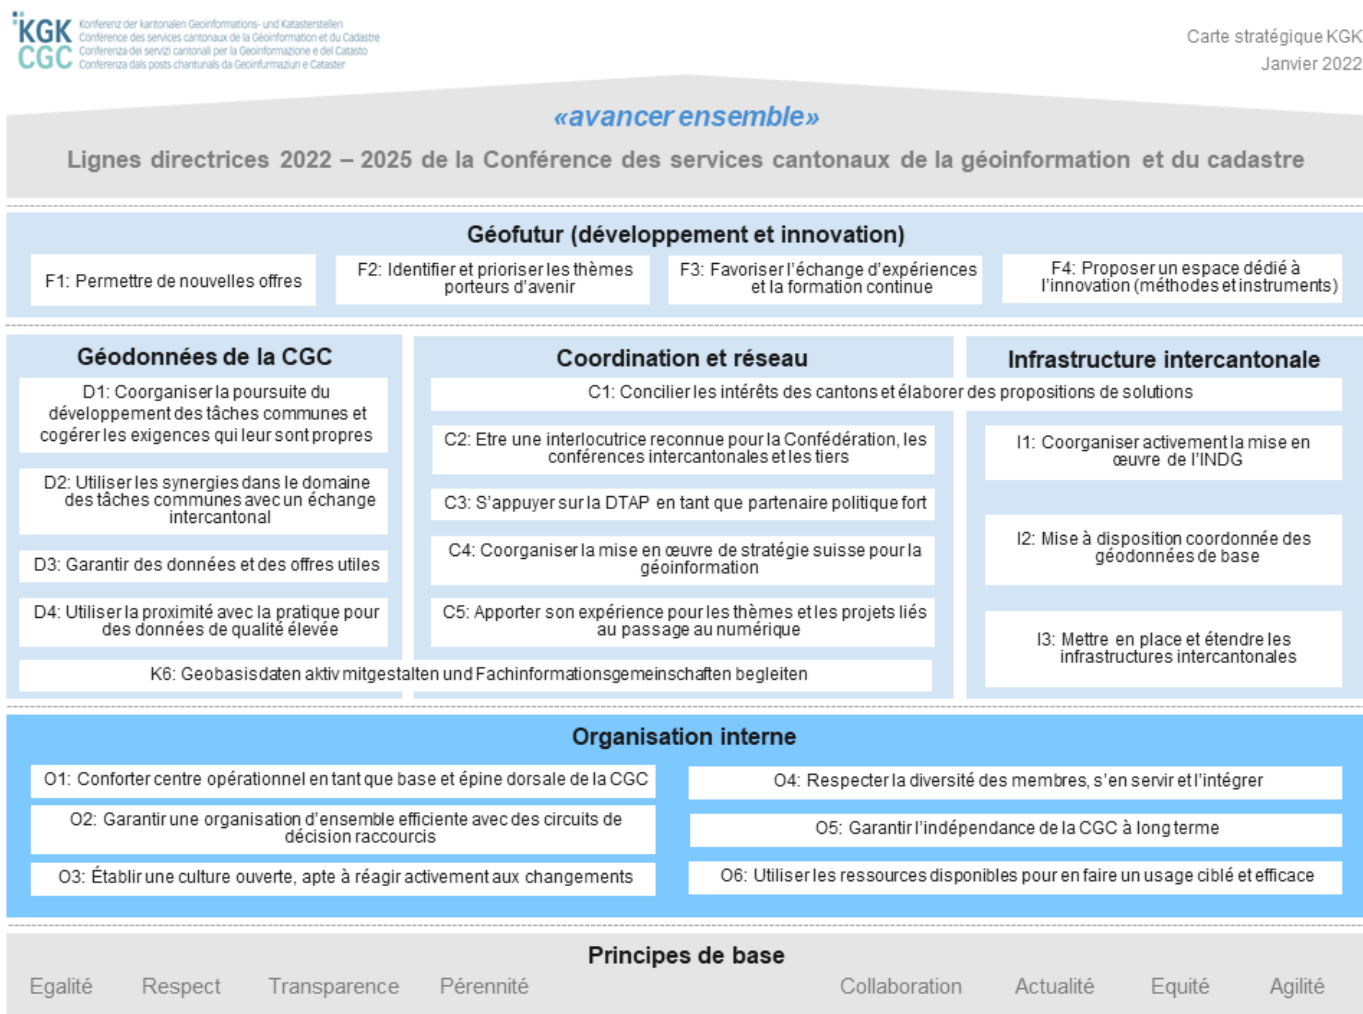 KGK
CGC
Konferenz der kantonalen Geoinformations- und Katasterstellen
Conférence des services cantonaux de la Géoinformation et du Cadastre
Conferenza dei servizi cantonali per la Geoinformazione e del Catasto
Conferenza dals posts chantunals da Geoinfurmaziun e Cataster
Carte stratégique KGK
Janvier 2022
«avancer ensemble»
Lignes directrices 2022 – 2025 de la Conférence des services cantonaux de la géoinformation et du cadastre
Géofutur (développement et innovation)
F1: Permettre de nouvelles offres
F2: Identifier et prioriser les thèmes
porteurs d'avenir
F3: Favoriser l'échange d'expériences
et la formation continue
F4: Proposer un espace dédié à
l'innovation (méthodes et instruments)
Géodonnées de la CGC
D1: Coorganiser la poursuite du
développement des tâches communes et
cogérer les exigences qui leur sont propres
D2: Utiliser les synergies dans le domaine
des tâches communes avec un échange
intercantonal
D3: Garantir des données et des offres utiles
D4: Utiliser la proximité avec la pratique pour
des données de qualité élevée
Coordination et réseau
Infrastructure intercantonale
C1: Concilier les intérêts des cantons et élaborer des propositions de solutions
C2: Etre une interlocutrice reconnue pour la Confédération, les
conférences intercantonales et les tiers
C3: S'appuyer sur la DTAP en tant que partenaire politique fort
C4: Coorganiser la mise en œuvre de stratégie suisse pour la
géoinformation
C5: Apporter son expérience pour les thèmes et les projets liés
au passage au numérique
K6: Geobasisdaten aktiv mitgestalten und Fachinformationsgemeinschaften begleiten
I1: Coorganiser activement la mise en
œuvre de l'INDG
I2: Mise à disposition coordonnée des
géodonnées de base
I3: Mettre en place et étendre les
infrastructures intercantonales
Organisation interne
O1: Conforter centre opérationnel en tant que base et épine dorsale de la CGC
O2: Garantir une organisation d'ensemble efficiente avec des circuits de
décision raccourcis
O3: Établir une culture ouverte, apte à réagir activement aux changements
O4: Respecter la diversité des membres, s'en servir et l'intégrer
O5: Garantir l'indépendance de la CGC à long terme
O6: Utiliser les ressources disponibles pour en faire un usage ciblé et efficace
Principes de base
Egalité Respect Transparence Pérennité Collaboration Actualité Equité Agilité